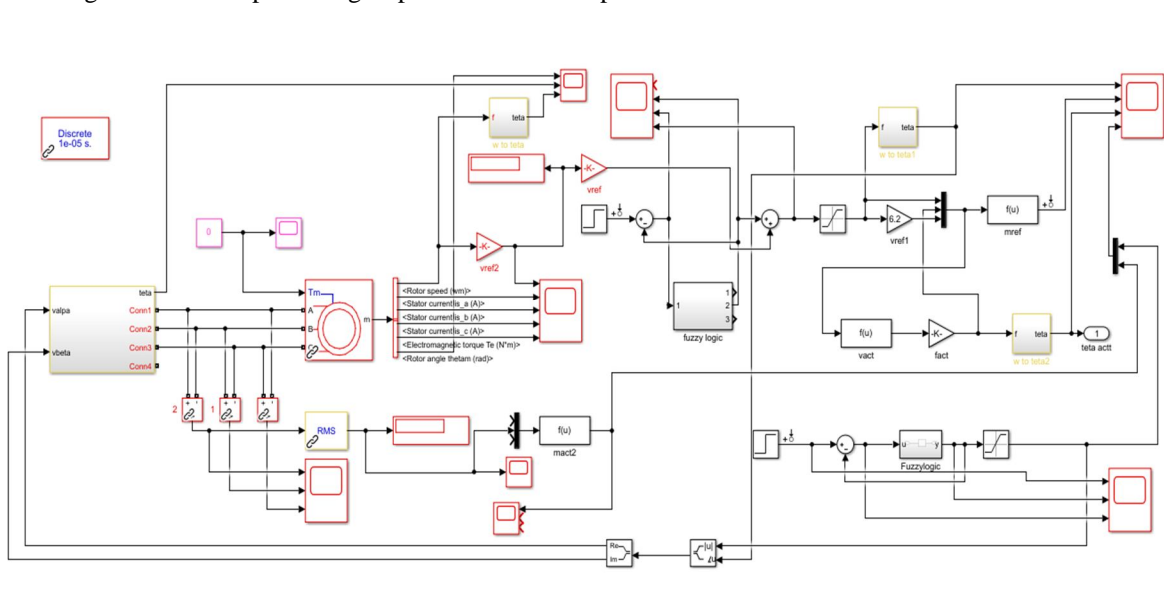 Discrete
1e-05 s.
f teta
w to teta
-K-
vref
f teta
w to teta1
6.2
vref1
f(u)
mref
0
-K-
vref2
<Rotor speed (wm)>
<Stator current is_a (A)>
<Stator current is_b (A)>
<Stator current is_c (A)>
<Electromagnetic torque Te (N*m)>
<Rotor angle thetam (rad)>
Tm
A
B
C
m
teta
valpa
Conn1
Conn2
Conn3
vbeta
Conn4
1
1
2
3
fuzzy logic
f(u)
vact
-K-
fact
f teta
w to teta2
1
teta actt
2
1
RMS
f(u)
mact2
u y
Fuzzylogic
Re
Im
|u|
∠u